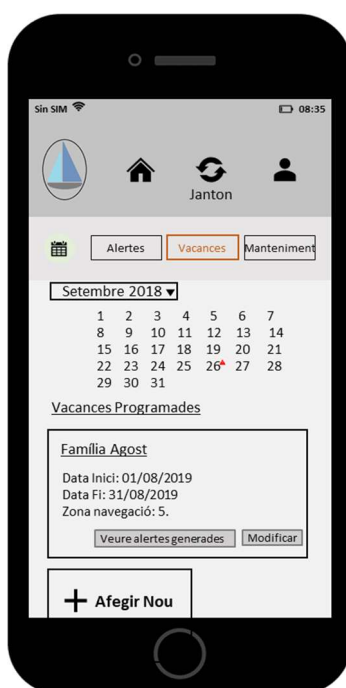 Sin SIM 08:35
Janton
Alertes Vacances Manteniment
Setembre 2018
1 2 3 4 5 6 7
8 9 10 11 12 13 14
15 16 17 18 19 20 21
22 23 24 25 26 27 28
29 30 31
Vacances Programades
Família Agost
Data Inici: 01/08/2019
Data Fi: 31/08/2019
Zona navegació: 5.
Veure alertes generades Modificar
Afegir Nou